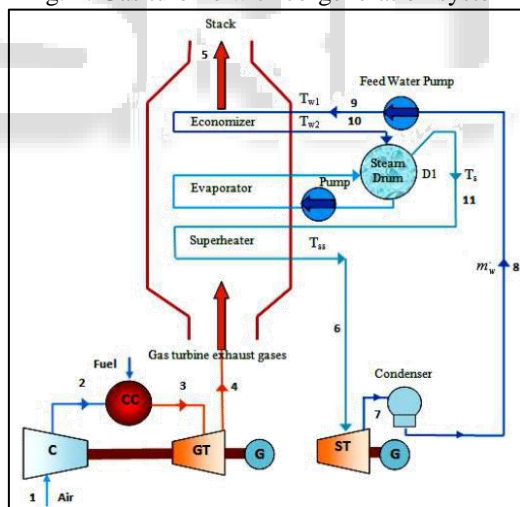 Stack
5
Feed Water Pump
Tw1
9
Economizer
Tw2
10
Steam
Drum
D1
Ts
11
Evaporator
Pump
Superheater
Tss
ṁw
8
6
Gas turbine exhaust gases
Fuel
2
CC
3
4
Condenser
7
C
GT
G
ST
G
1
Air